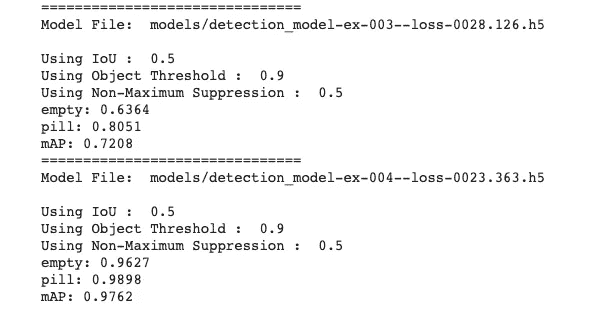 ===============================
Model File:  models/detection_model-ex-003--loss-0028.126.h5
Using IoU :  0.5
Using Object Threshold :  0.9
Using Non-Maximum Suppression :  0.5
empty: 0.6364
pill: 0.8051
mAP: 0.7208
===============================
Model File:  models/detection_model-ex-004--loss-0023.363.h5
Using IoU :  0.5
Using Object Threshold :  0.9
Using Non-Maximum Suppression :  0.5
empty: 0.9627
pill: 0.9898
mAP: 0.9762